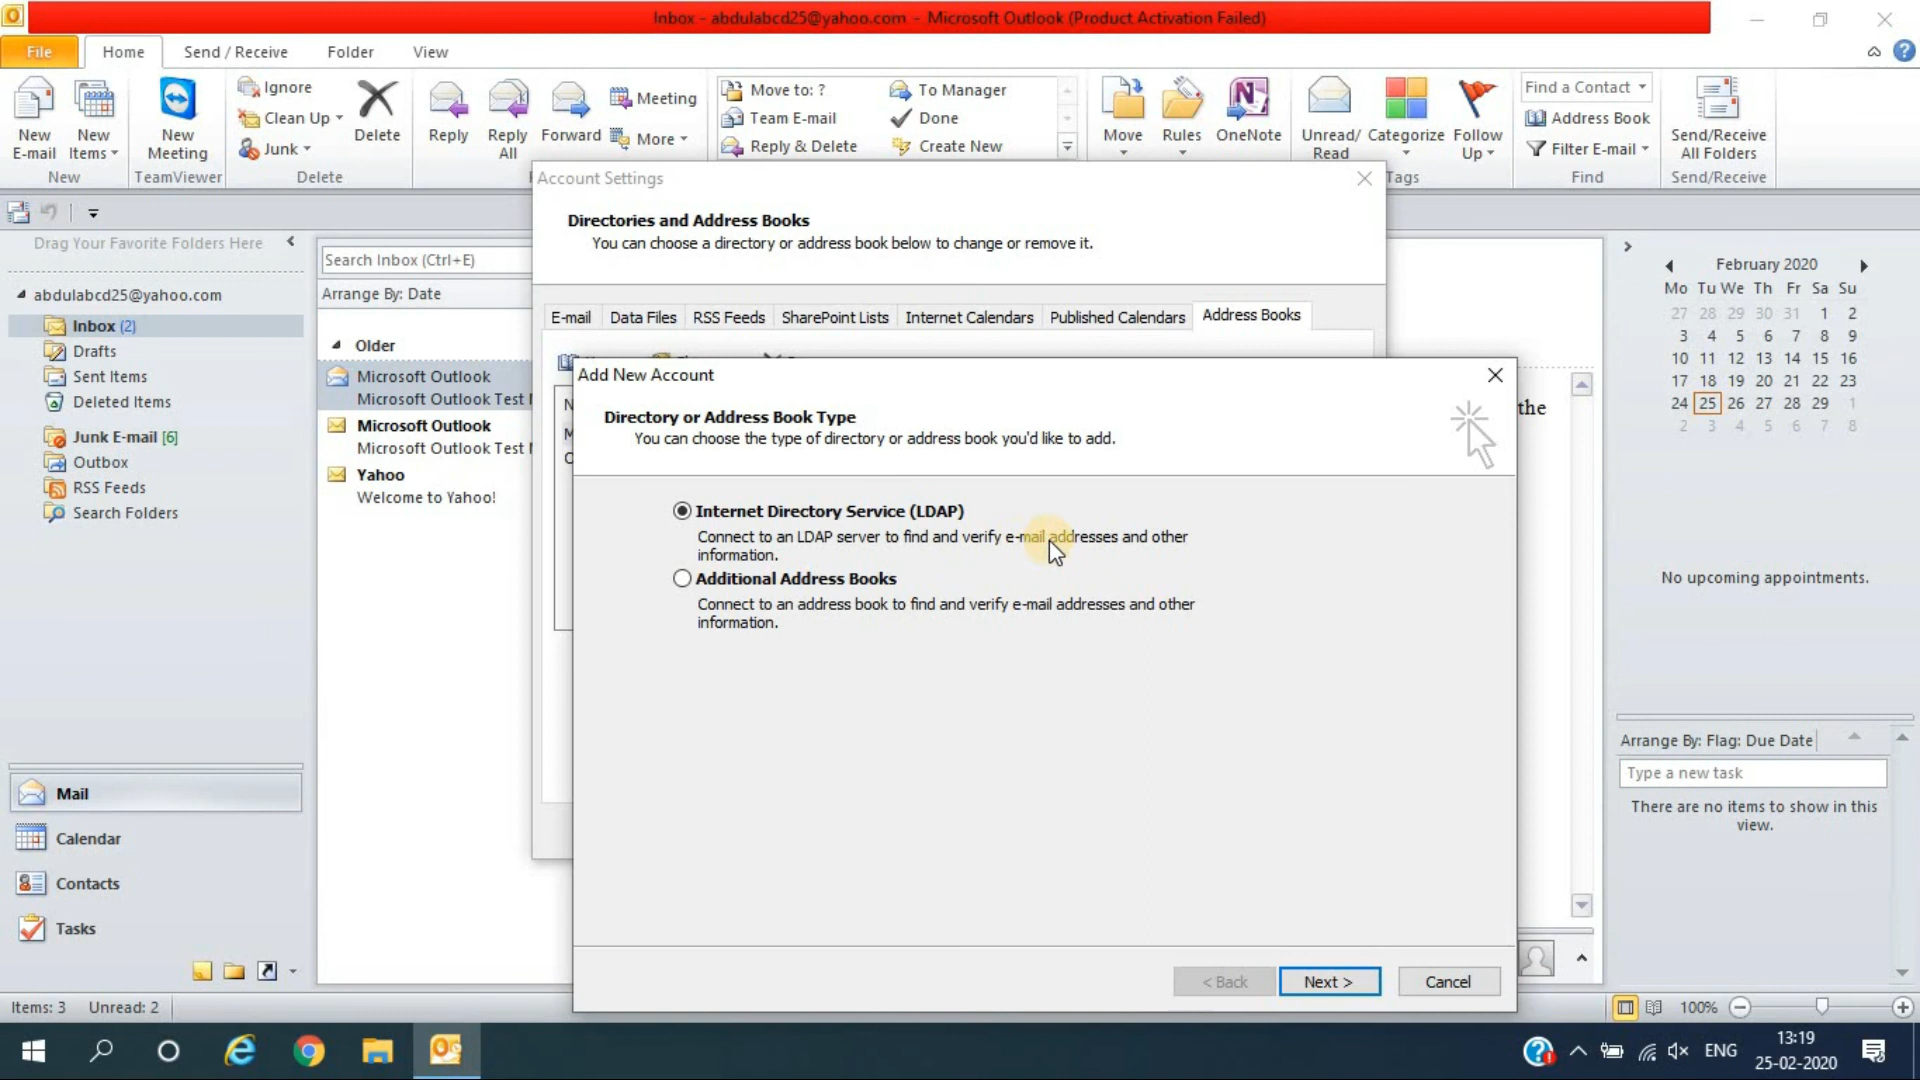 Inbox - abdulabcd25@yahoo.com - Microsoft Outlook (Product Activation Failed)
File Home Send / Receive Folder View
New E-mail
New Items
New
New Meeting
TeamViewer
Ignore
Clean Up
Junk
Delete
Delete
Reply
Reply All
Forward
Meeting
More
Move to: ?
Team E-mail
Reply & Delete
To Manager
Done
Create New
Move
Rules
OneNote
Unread/ Read
Categorize
Follow Up
Tags
Find a Contact
Address Book
Filter E-mail
Find
Send/Receive All Folders
Send/Receive
Drag Your Favorite Folders Here
abdulabcd25@yahoo.com
Inbox (2)
Drafts
Sent Items
Deleted Items
Junk E-mail [6]
Outbox
RSS Feeds
Search Folders
Mail
Calendar
Contacts
Tasks
Search Inbox (Ctrl+E)
Arrange By: Date
Older
Microsoft Outlook
Microsoft Outlook Test
Microsoft Outlook
Microsoft Outlook Test
Yahoo
Welcome to Yahoo!
Account Settings
Directories and Address Books
You can choose a directory or address book below to change or remove it.
E-mail Data Files RSS Feeds SharePoint Lists Internet Calendars Published Calendars Address Books
Add New Account
Directory or Address Book Type
You can choose the type of directory or address book you'd like to add.
Internet Directory Service (LDAP)
Connect to an LDAP server to find and verify e-mail addresses and other
information.
Additional Address Books
Connect to an address book to find and verify e-mail addresses and other
information.
< Back Next > Cancel
the
February 2020
Mo Tu We Th Fr Sa Su
27 28 29 30 31 1 2
3 4 5 6 7 8 9
10 11 12 13 14 15 16
17 18 19 20 21 22 23
24 25 26 27 28 29 1
2 3 4 5 6 7 8
No upcoming appointments.
Arrange By: Flag: Due Date
Type a new task
There are no items to show in this
view.
Items: 3 Unread: 2
100%
ENG
13:19
25-02-2020